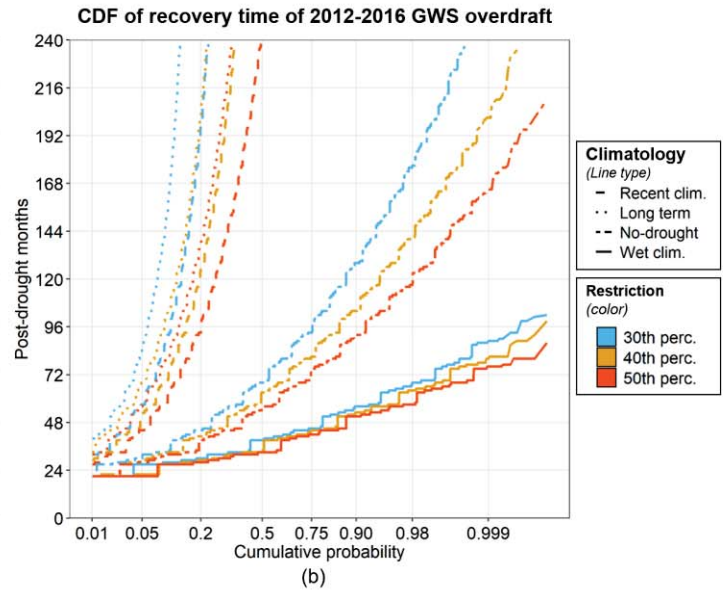 CDF of recovery time of 2012-2016 GWS overdraft
Post-drought months
240
216
192
168
144
120
96
72
48
24
0
0.01 0.05 0.2 0.5 0.75 0.90 0.98 0.999
Cumulative probability
(b)
Climatology
(Line type)
Recent clim.
Long term
No-drought
Wet clim.
Restriction
(color)
30th perc.
40th perc.
50th perc.